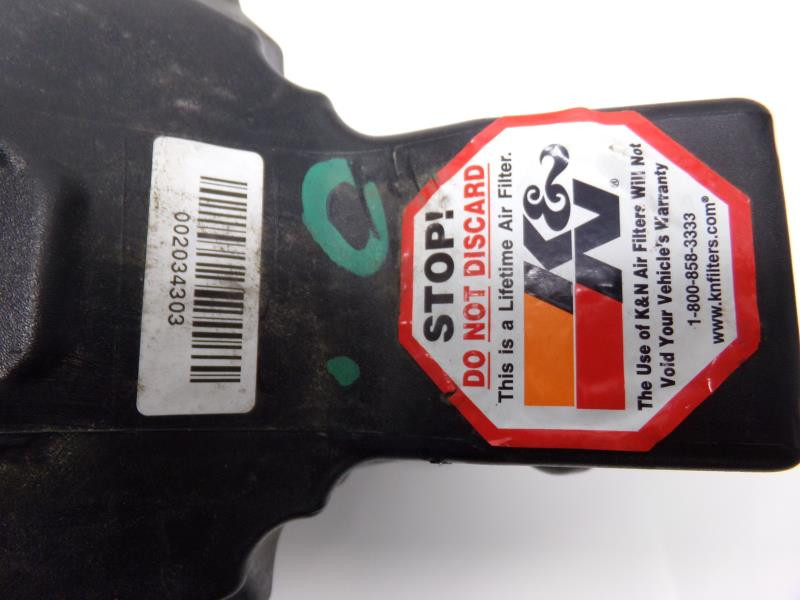 002034303
STOP!
DO NOT DISCARD
This is a Lifetime Air Filter.
K&N®
The Use of K&N Air Filters Will Not
Void Your Vehicle's Warranty
1-800-858-3333
www.knfilters.com®